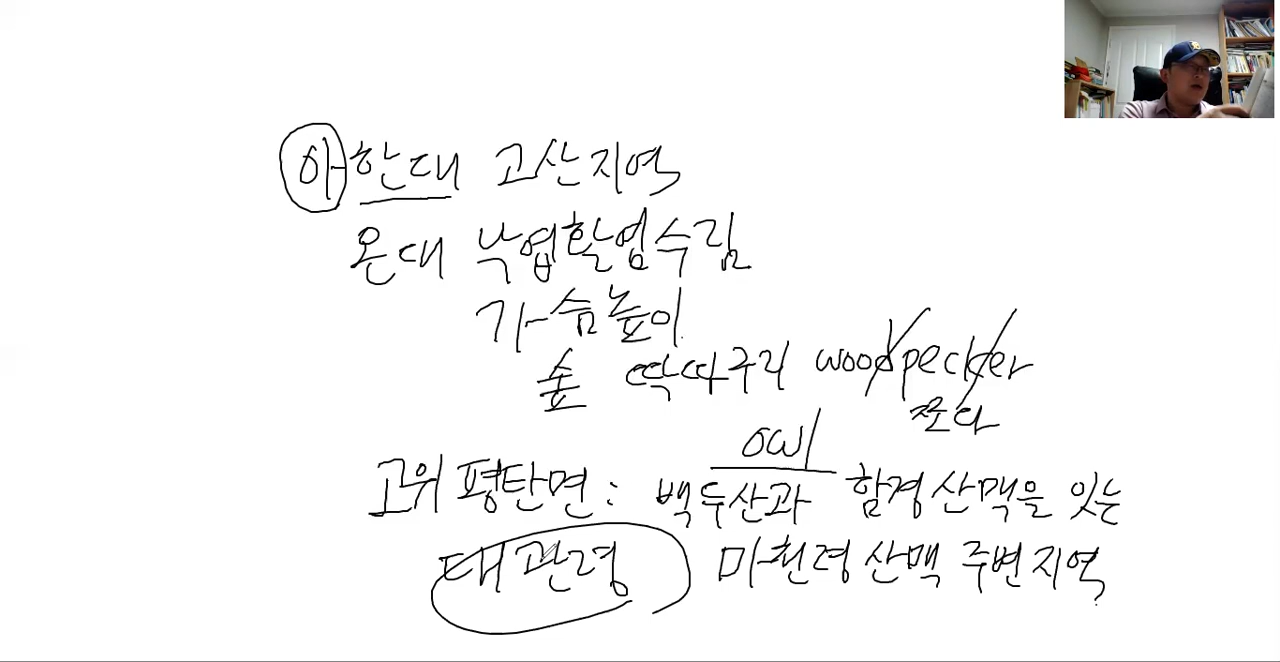 아한대 고산지역
온대 낙엽활엽수림
가슴높이
숲 딱따구리 woodpecker
쪼다
owl
고위평탄면: 백두산과 함경산맥을 잇는
대관령 마천령산맥 주변지역